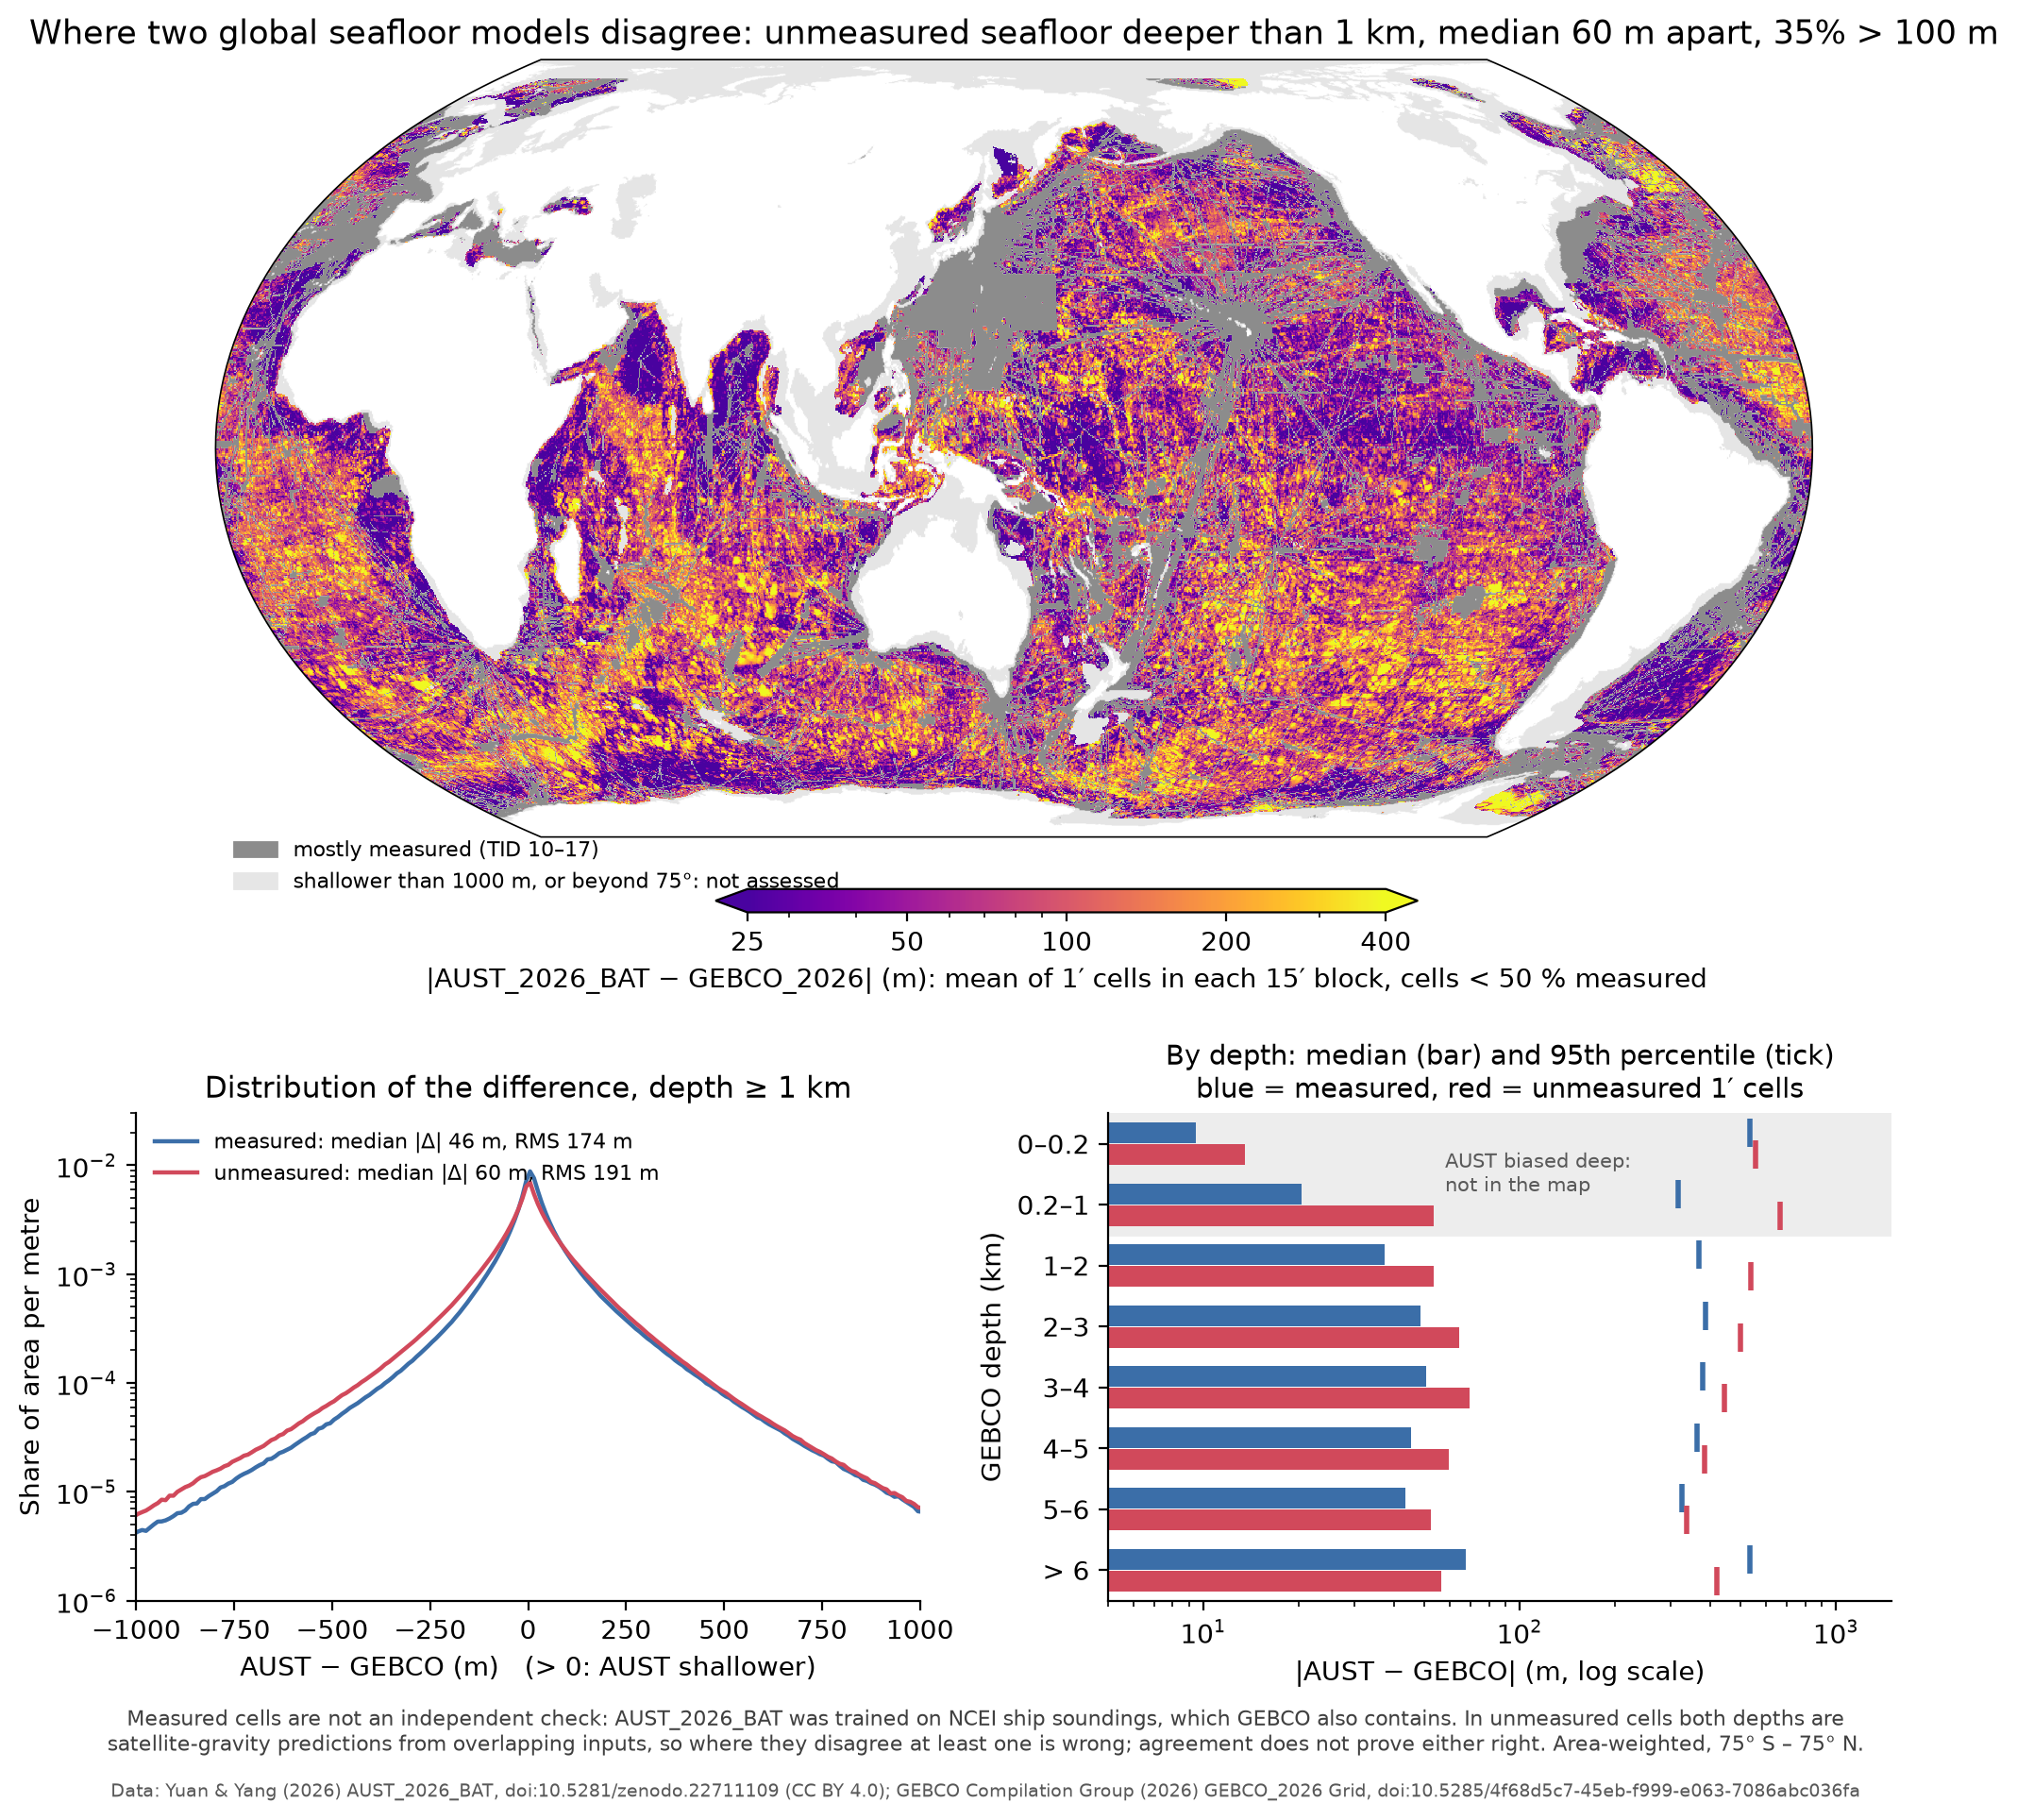 Where two global seafloor models disagree: unmeasured seafloor deeper than 1 km, median 60 m apart, 35% > 100 m
mostly measured (TID 10–17)
shallower than 1000 m, or beyond 75°: not assessed
25 50 100 200 400
|AUST_2026_BAT − GEBCO_2026| (m): mean of 1′ cells in each 15′ block, cells < 50 % measured
Distribution of the difference, depth ≥ 1 km
measured: median |Δ| 46 m, RMS 174 m
unmeasured: median |Δ| 60 m, RMS 191 m
Share of area per metre
10⁻²
10⁻³
10⁻⁴
10⁻⁵
10⁻⁶
−1000 −750 −500 −250 0 250 500 750 1000
AUST − GEBCO (m) (> 0: AUST shallower)
By depth: median (bar) and 95th percentile (tick)
blue = measured, red = unmeasured 1′ cells
GEBCO depth (km)
0–0.2
0.2–1
1–2
2–3
3–4
4–5
5–6
> 6
AUST biased deep:
not in the map
10¹ 10² 10³
|AUST − GEBCO| (m, log scale)
Measured cells are not an independent check: AUST_2026_BAT was trained on NCEI ship soundings, which GEBCO also contains. In unmeasured cells both depths are
satellite-gravity predictions from overlapping inputs, so where they disagree at least one is wrong; agreement does not prove either right. Area-weighted, 75° S – 75° N.
Data: Yuan & Yang (2026) AUST_2026_BAT, doi:10.5281/zenodo.22711109 (CC BY 4.0); GEBCO Compilation Group (2026) GEBCO_2026 Grid, doi:10.5285/4f68d5c7-45eb-f999-e063-7086abc036fa